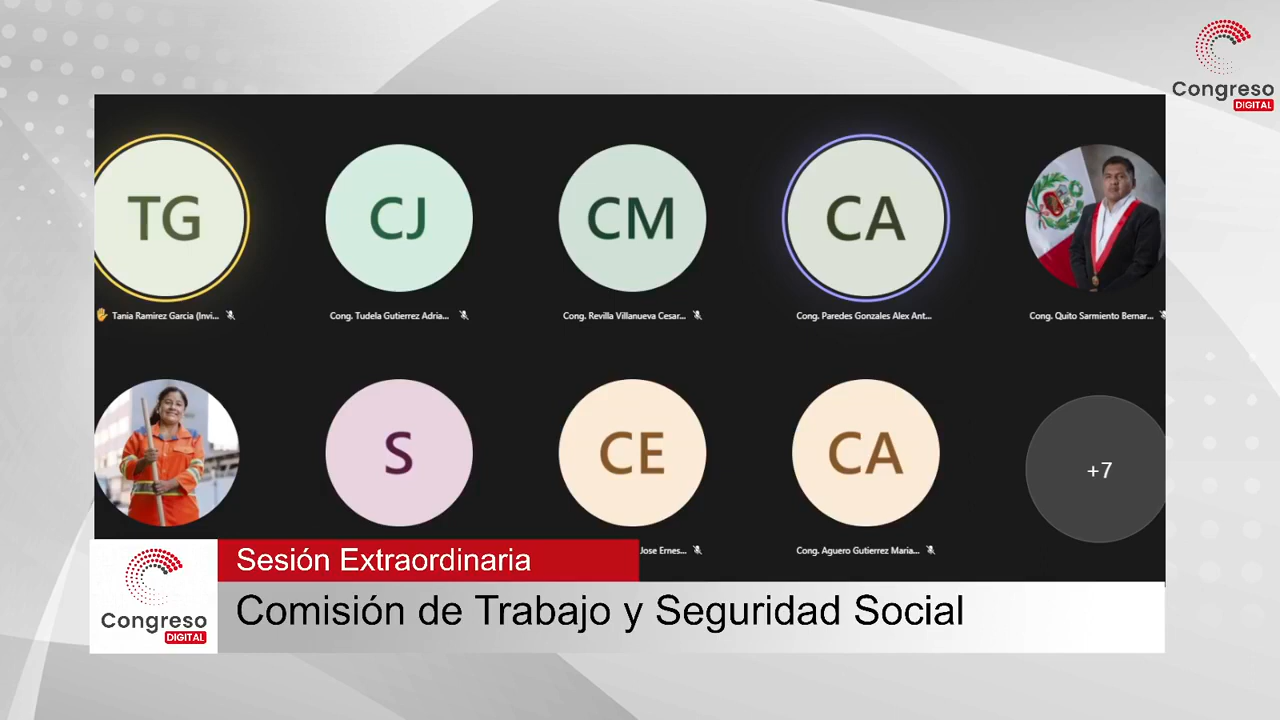 Congreso
DIGITAL
TG
CJ
CM
CA
Tania Ramirez Garcia (Invi...
Cong. Tudela Gutierrez Adria...
Cong. Revilla Villanueva Cesar...
Cong. Paredes Gonzales Alex Ant...
Cong. Quito Sarmiento Bernar...
S
CE
CA
+7
Jose Ernes...
Cong. Aguero Gutierrez Maria...
Sesión Extraordinaria
Comisión de Trabajo y Seguridad Social
Congreso
DIGITAL